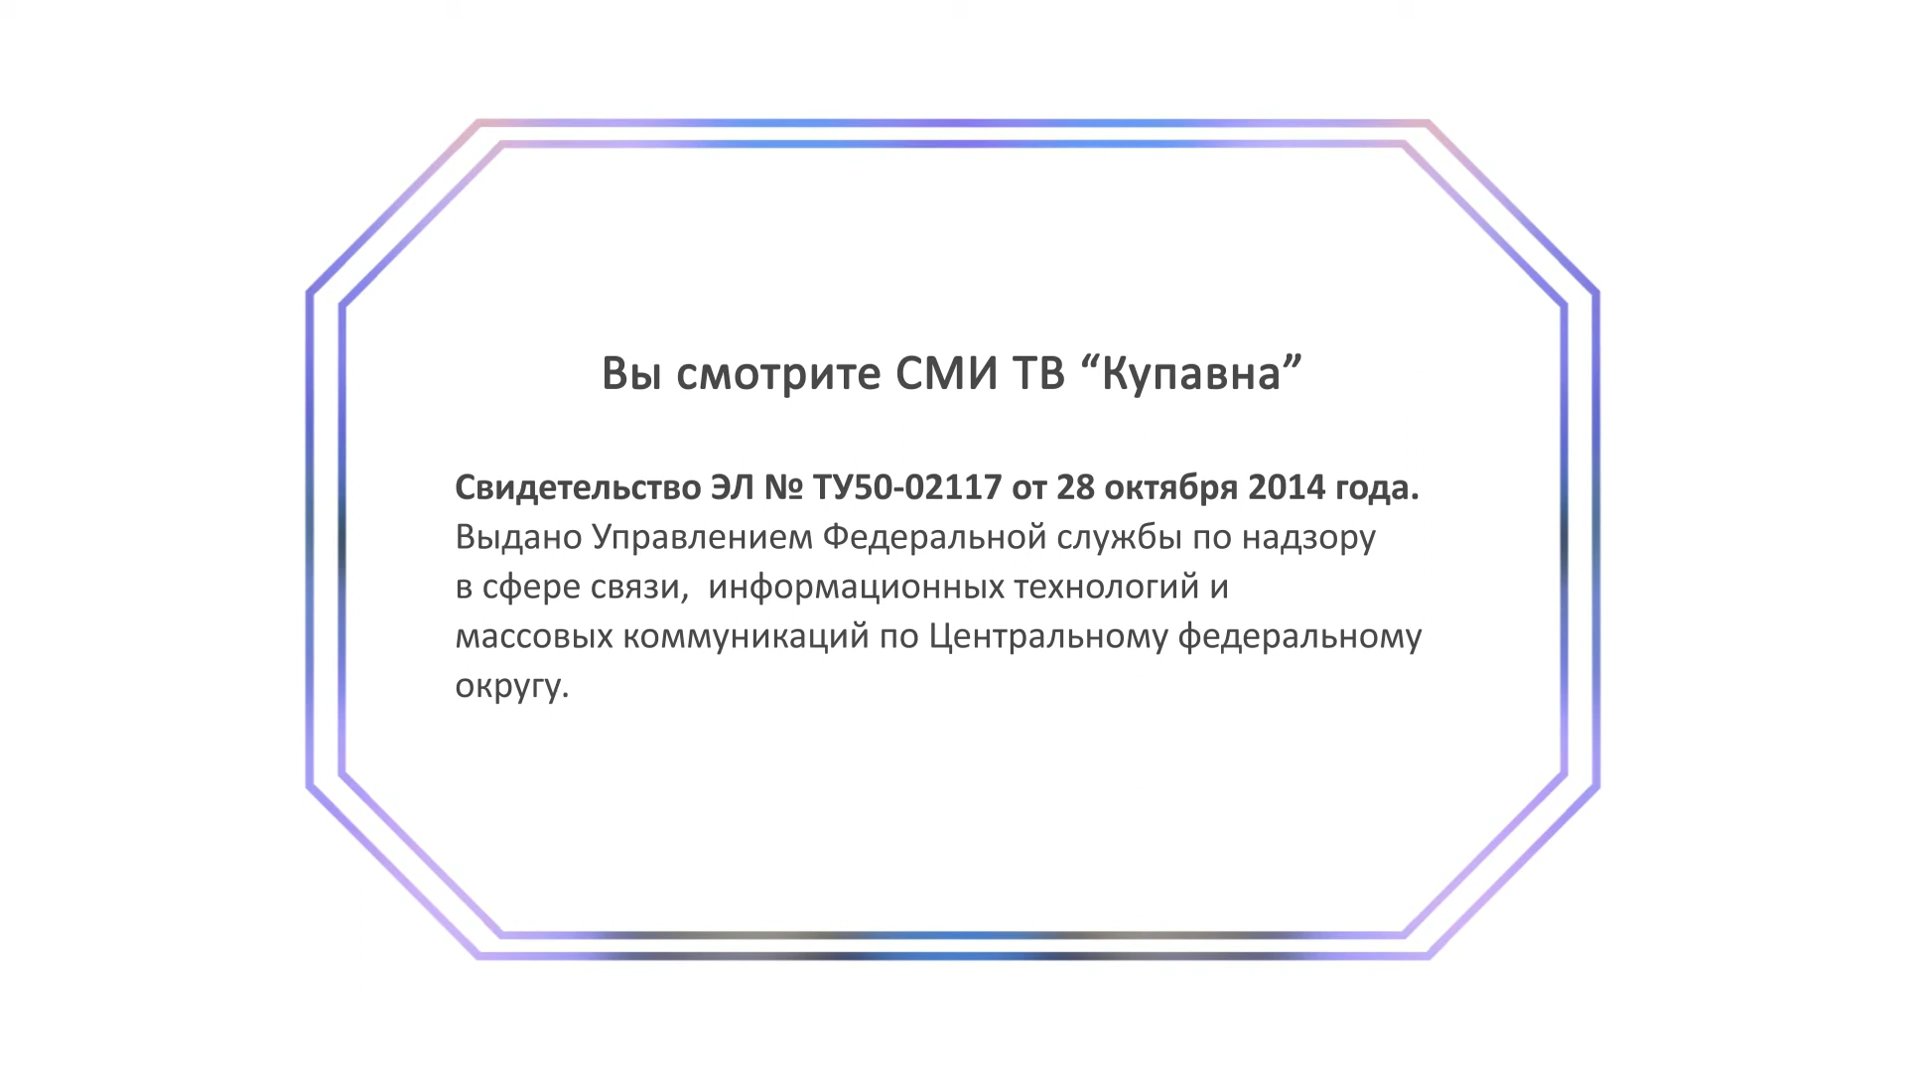 Вы смотрите СМИ ТВ “Купавна”
Свидетельство ЭЛ № ТУ50-02117 от 28 октября 2014 года.
Выдано Управлением Федеральной службы по надзору
в сфере связи,  информационных технологий и
массовых коммуникаций по Центральному федеральному
округу.